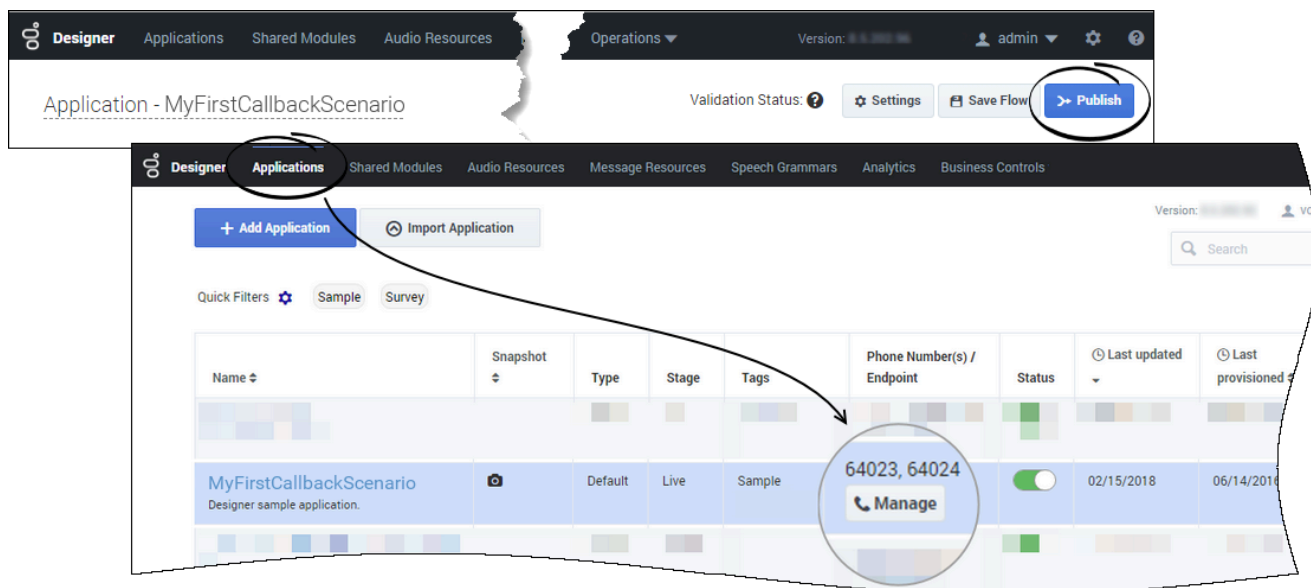 Designer Applications Shared Modules Audio Resources Operations Version: admin
Application - MyFirstCallbackScenario Validation Status: Settings Save Flow Publish
Designer Applications Shared Modules Audio Resources Message Resources Speech Grammars Analytics Business Controls
Version:
Add Application Import Application
Search
Quick Filters Sample Survey
Snapshot Phone Number(s) / Last updated Last
Name Type Stage Tags Endpoint Status provisioned
64023, 64024
MyFirstCallbackScenario Default Live Sample 02/15/2018
Designer sample application.
Manage